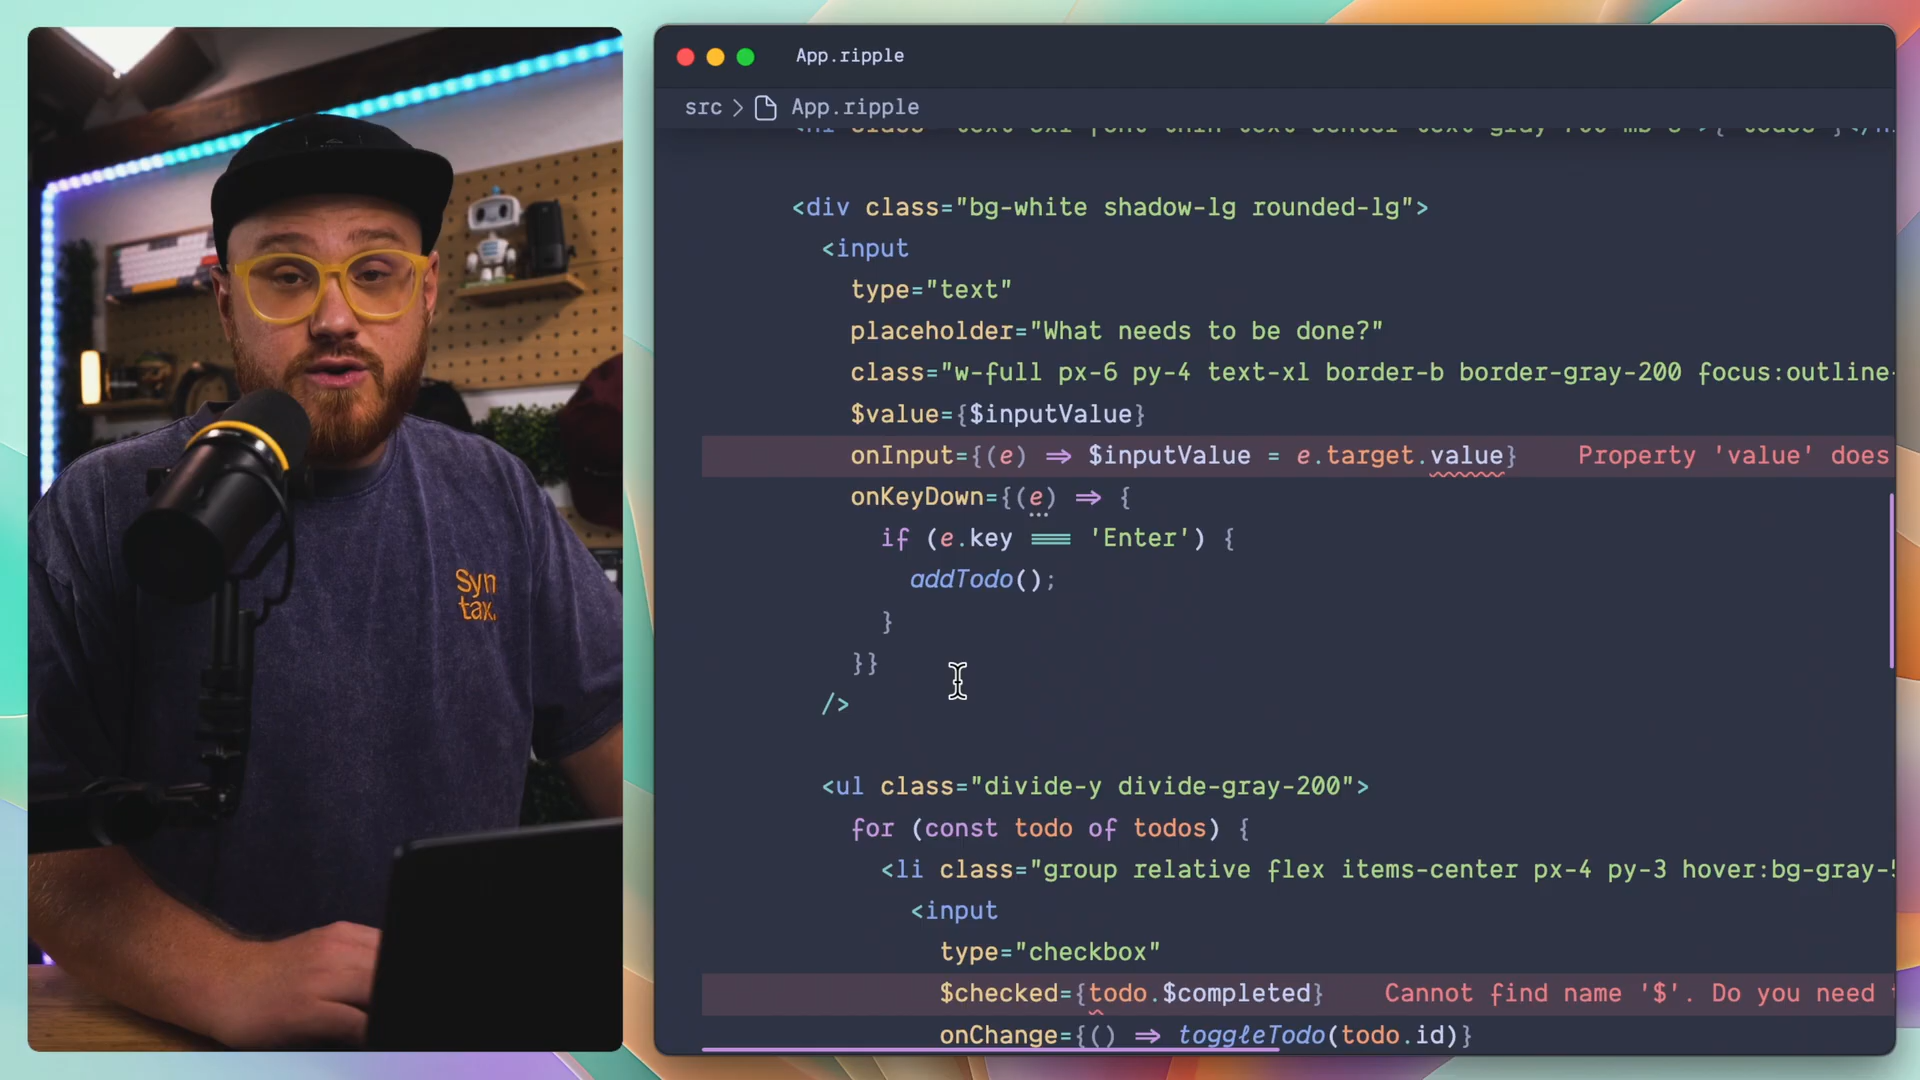 App.ripple
src > App.ripple
<div class="bg-white shadow-lg rounded-lg">
<input
type="text"
placeholder="What needs to be done?"
class="w-full px-6 py-4 text-xl border-b border-gray-200 focus:outline-
$value={$inputValue}
onInput={(e) => $inputValue = e.target.value} Property 'value' does
onKeyDown={(e) => {
if (e.key === 'Enter') {
addTodo();
}
}}
/>
<ul class="divide-y divide-gray-200">
for (const todo of todos) {
<li class="group relative flex items-center px-4 py-3 hover:bg-gray-5
<input
type="checkbox"
$checked={todo.$completed} Cannot find name '$'. Do you need
onChange={() => toggleTodo(todo.id)}
Syn
tax.